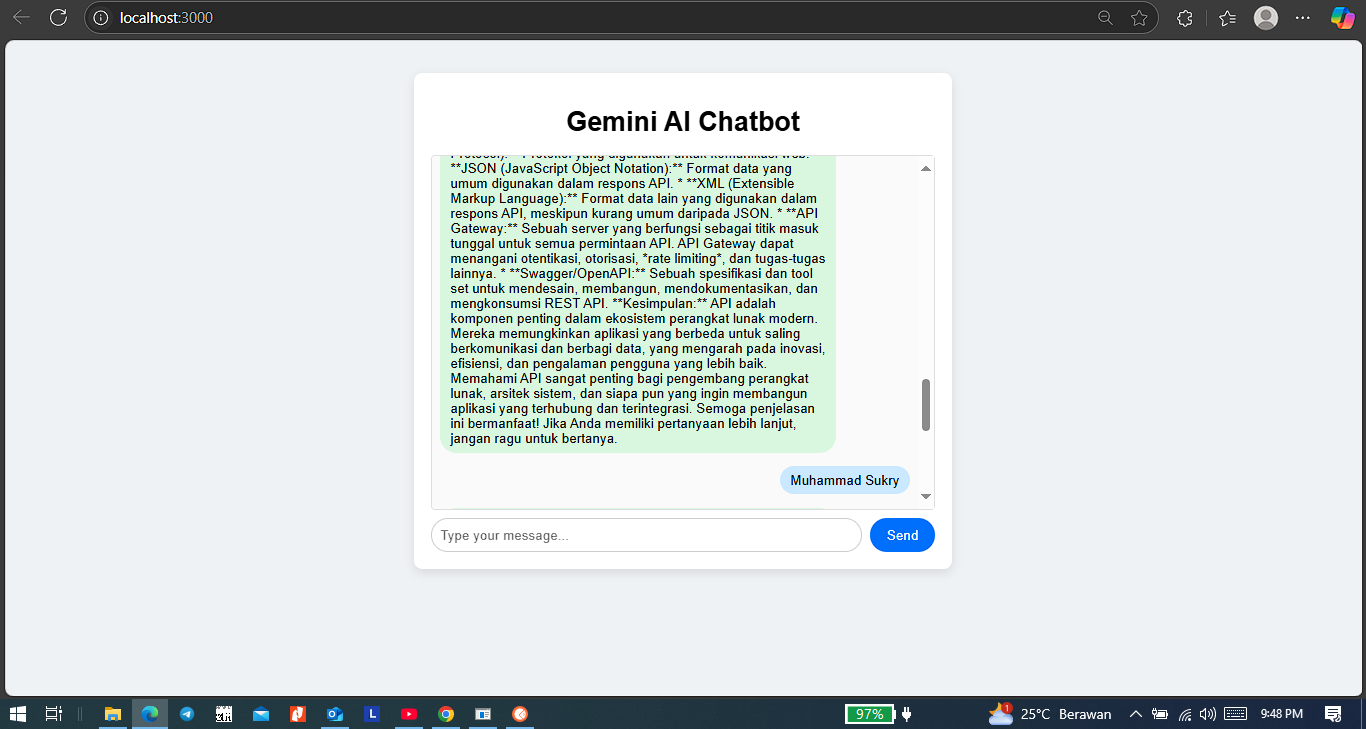 localhost:3000
Gemini AI Chatbot
Protocol):** Protokol yang digunakan untuk komunikasi web. *
**JSON (JavaScript Object Notation):** Format data yang
umum digunakan dalam respons API. * **XML (Extensible
Markup Language):** Format data lain yang digunakan dalam
respons API, meskipun kurang umum daripada JSON. * **API
Gateway:** Sebuah server yang berfungsi sebagai titik masuk
tunggal untuk semua permintaan API. API Gateway dapat
menangani otentikasi, otorisasi, *rate limiting*, dan tugas-tugas
lainnya. * **Swagger/OpenAPI:** Sebuah spesifikasi dan tool
set untuk mendesain, membangun, mendokumentasikan, dan
mengkonsumsi REST API. **Kesimpulan:** API adalah
komponen penting dalam ekosistem perangkat lunak modern.
Mereka memungkinkan aplikasi yang berbeda untuk saling
berkomunikasi dan berbagi data, yang mengarah pada inovasi,
efisiensi, dan pengalaman pengguna yang lebih baik.
Memahami API sangat penting bagi pengembang perangkat
lunak, arsitek sistem, dan siapa pun yang ingin membangun
aplikasi yang terhubung dan terintegrasi. Semoga penjelasan
ini bermanfaat! Jika Anda memiliki pertanyaan lebih lanjut,
jangan ragu untuk bertanya.
Muhammad Sukry
Type your message...
Send
97%
1
25°C Berawan
9:48 PM